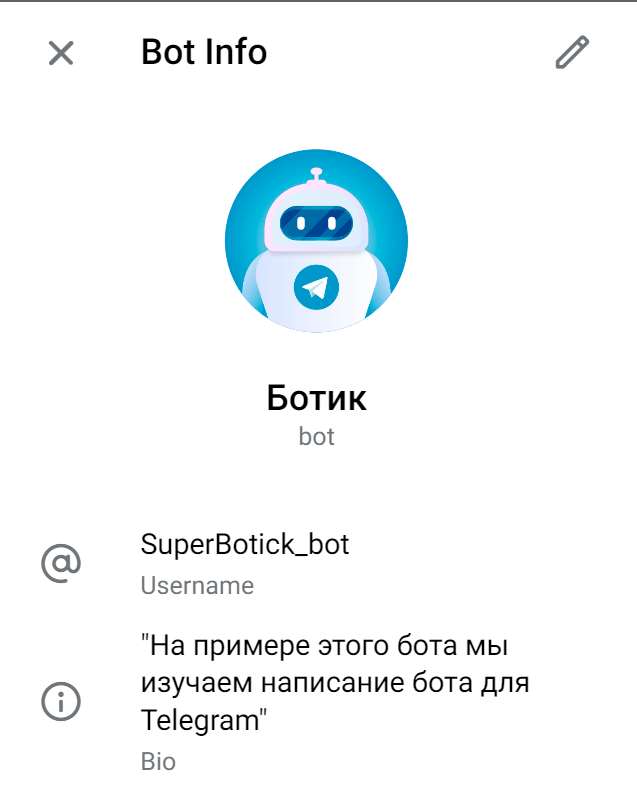 Bot Info
Ботик
bot
SuperBotick_bot
Username
"На примере этого бота мы
изучаем написание бота для
Telegram"
Bio